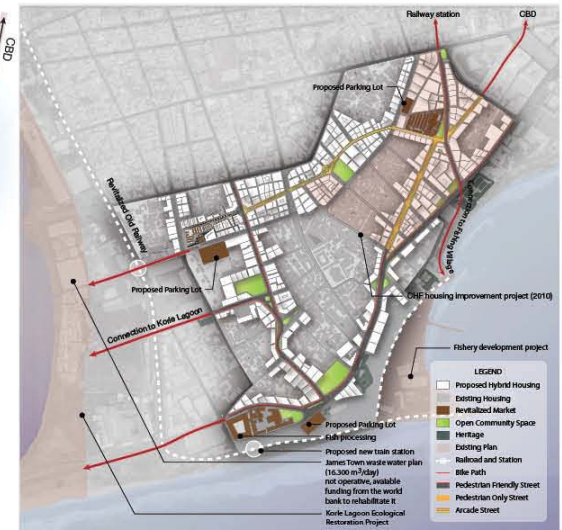 Railway station
CBD
CBD
Proposed Parking Lot
Revitalized Old Railway
Connection to Fishing Village
Proposed Parking Lot
CHF housing improvement project (2010)
Connection to Korle Lagoon
Fishery development project
LEGEND
Proposed Hybrid Housing
Existing Housing
Revitalized Market
Open Community Space
Heritage
Existing Plan
Railroad and Station
Bike Path
Pedestrian Friendly Street
Pedestrian Only Street
Arcade Street
Proposed Parking Lot
Fish processing
Proposed new train station
James Town waste water plan
(16.300 m³/day)
not operative, avalable
funding from the world
bank to rehabilitate it
Korle Lagoon Ecological
Restoration Project